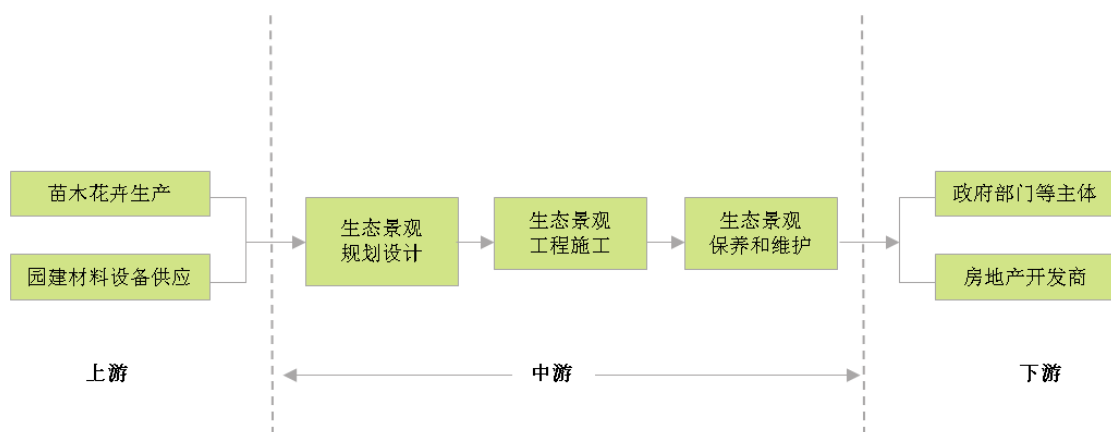 苗木花卉生产
园建材料设备供应
生态景观
规划设计
生态景观
工程施工
生态景观
保养和维护
政府部门等主体
房地产开发商
上游
中游
下游